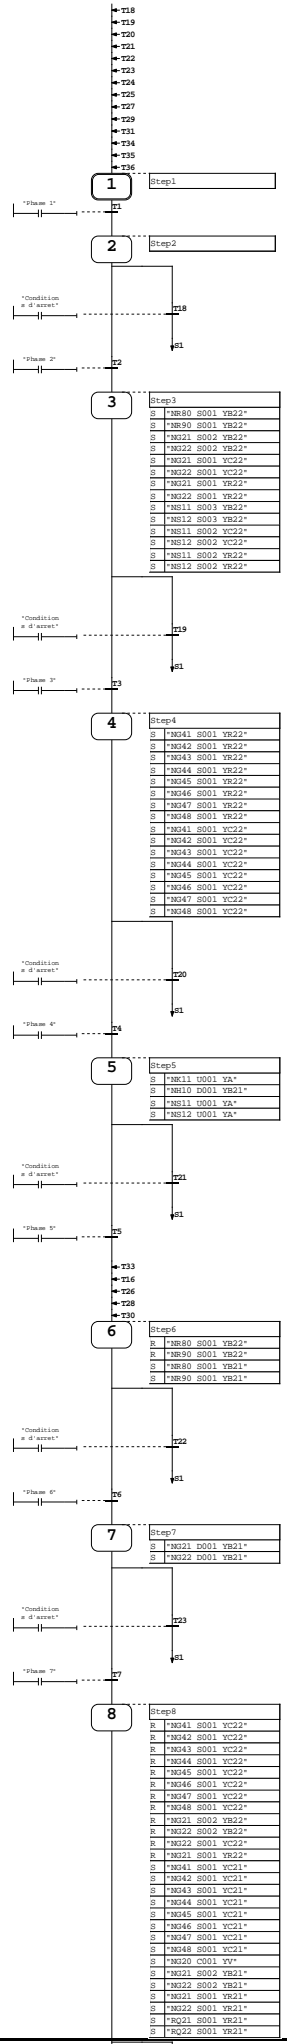 T18
T19
T20
T21
T22
T23
T24
T25
T27
T29
T31
T34
T35
T36
1 Step1
"Phase 1" T1
2 Step2
"Condition
s d'arret" T18
S1
"Phase 2" T2
3 Step3
S "NR80 S001 YB22"
S "NR90 S001 YB22"
S "NG21 S002 YB22"
S "NG22 S002 YB22"
S "NG21 S001 YC22"
S "NG22 S001 YC22"
S "NG21 S001 YR22"
S "NG22 S001 YR22"
S "NS11 S003 YB22"
S "NS12 S003 YB22"
S "NS11 S002 YC22"
S "NS12 S002 YC22"
S "NS11 S002 YR22"
S "NS12 S002 YR22"
"Condition
s d'arret" T19
S1
"Phase 3" T3
4 Step4
S "NG41 S001 YR22"
S "NG42 S001 YR22"
S "NG43 S001 YR22"
S "NG44 S001 YR22"
S "NG45 S001 YR22"
S "NG46 S001 YR22"
S "NG47 S001 YR22"
S "NG48 S001 YR22"
S "NG41 S001 YC22"
S "NG42 S001 YC22"
S "NG43 S001 YC22"
S "NG44 S001 YC22"
S "NG45 S001 YC22"
S "NG46 S001 YC22"
S "NG47 S001 YC22"
S "NG48 S001 YC22"
"Condition
s d'arret" T20
S1
"Phase 4" T4
5 Step5
S "NK11 U001 YA"
S "NH10 D001 YB21"
S "NS11 U001 YA"
S "NS12 U001 YA"
"Condition
s d'arret" T21
S1
"Phase 5" T5
T33
T16
T26
T28
T30
6 Step6
R "NR80 S001 YB22"
R "NR90 S001 YB22"
S "NR80 S001 YB21"
S "NR90 S001 YB21"
"Condition
s d'arret" T22
S1
"Phase 6" T6
7 Step7
S "NG21 D001 YB21"
S "NG22 D001 YB21"
"Condition
s d'arret" T23
S1
"Phase 7" T7
8 Step8
R "NG41 S001 YC22"
R "NG42 S001 YC22"
R "NG43 S001 YC22"
R "NG44 S001 YC22"
R "NG45 S001 YC22"
R "NG46 S001 YC22"
R "NG47 S001 YC22"
R "NG48 S001 YC22"
R "NG21 S002 YB22"
R "NG22 S002 YB22"
R "NG22 S001 YC22"
R "NG21 S001 YR22"
S "NG41 S001 YC21"
S "NG42 S001 YC21"
S "NG43 S001 YC21"
S "NG44 S001 YC21"
S "NG45 S001 YC21"
S "NG46 S001 YC21"
S "NG47 S001 YC21"
S "NG48 S001 YC21"
S "NG20 C001 YV"
S "NG21 S002 YB21"
S "NG22 S002 YB21"
S "NG21 S001 YR21"
S "NG22 S001 YR21"
S "RQ21 S001 YR21"
S "RQ22 S001 YR21"